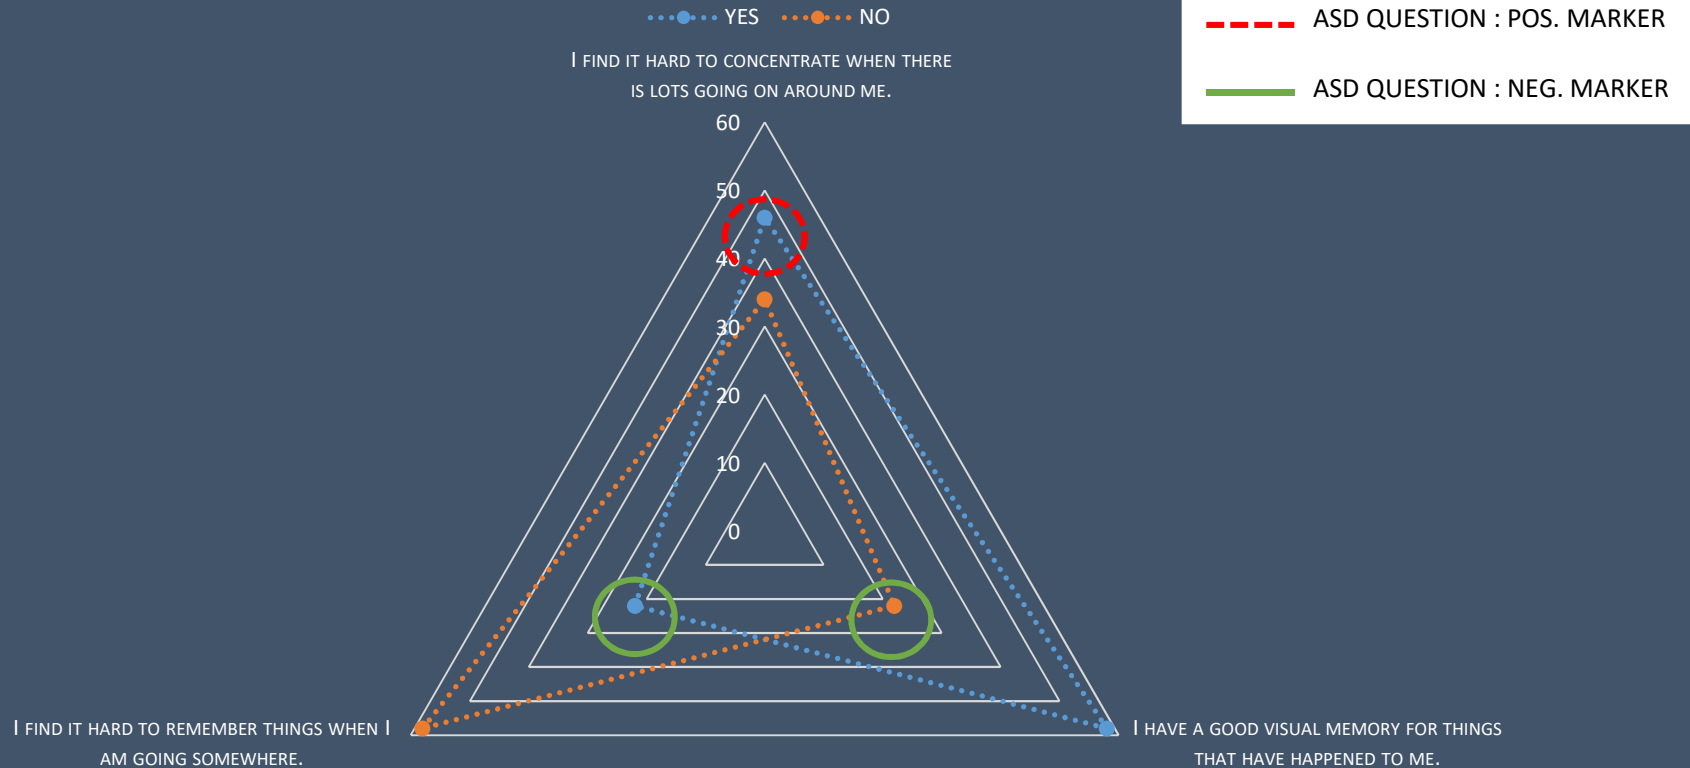 YES NO
ASD QUESTION : POS. MARKER
ASD QUESTION : NEG. MARKER
I FIND IT HARD TO CONCENTRATE WHEN THERE
IS LOTS GOING ON AROUND ME.
60
50
40
30
20
10
0
I FIND IT HARD TO REMEMBER THINGS WHEN I
AM GOING SOMEWHERE.
I HAVE A GOOD VISUAL MEMORY FOR THINGS
THAT HAVE HAPPENED TO ME.